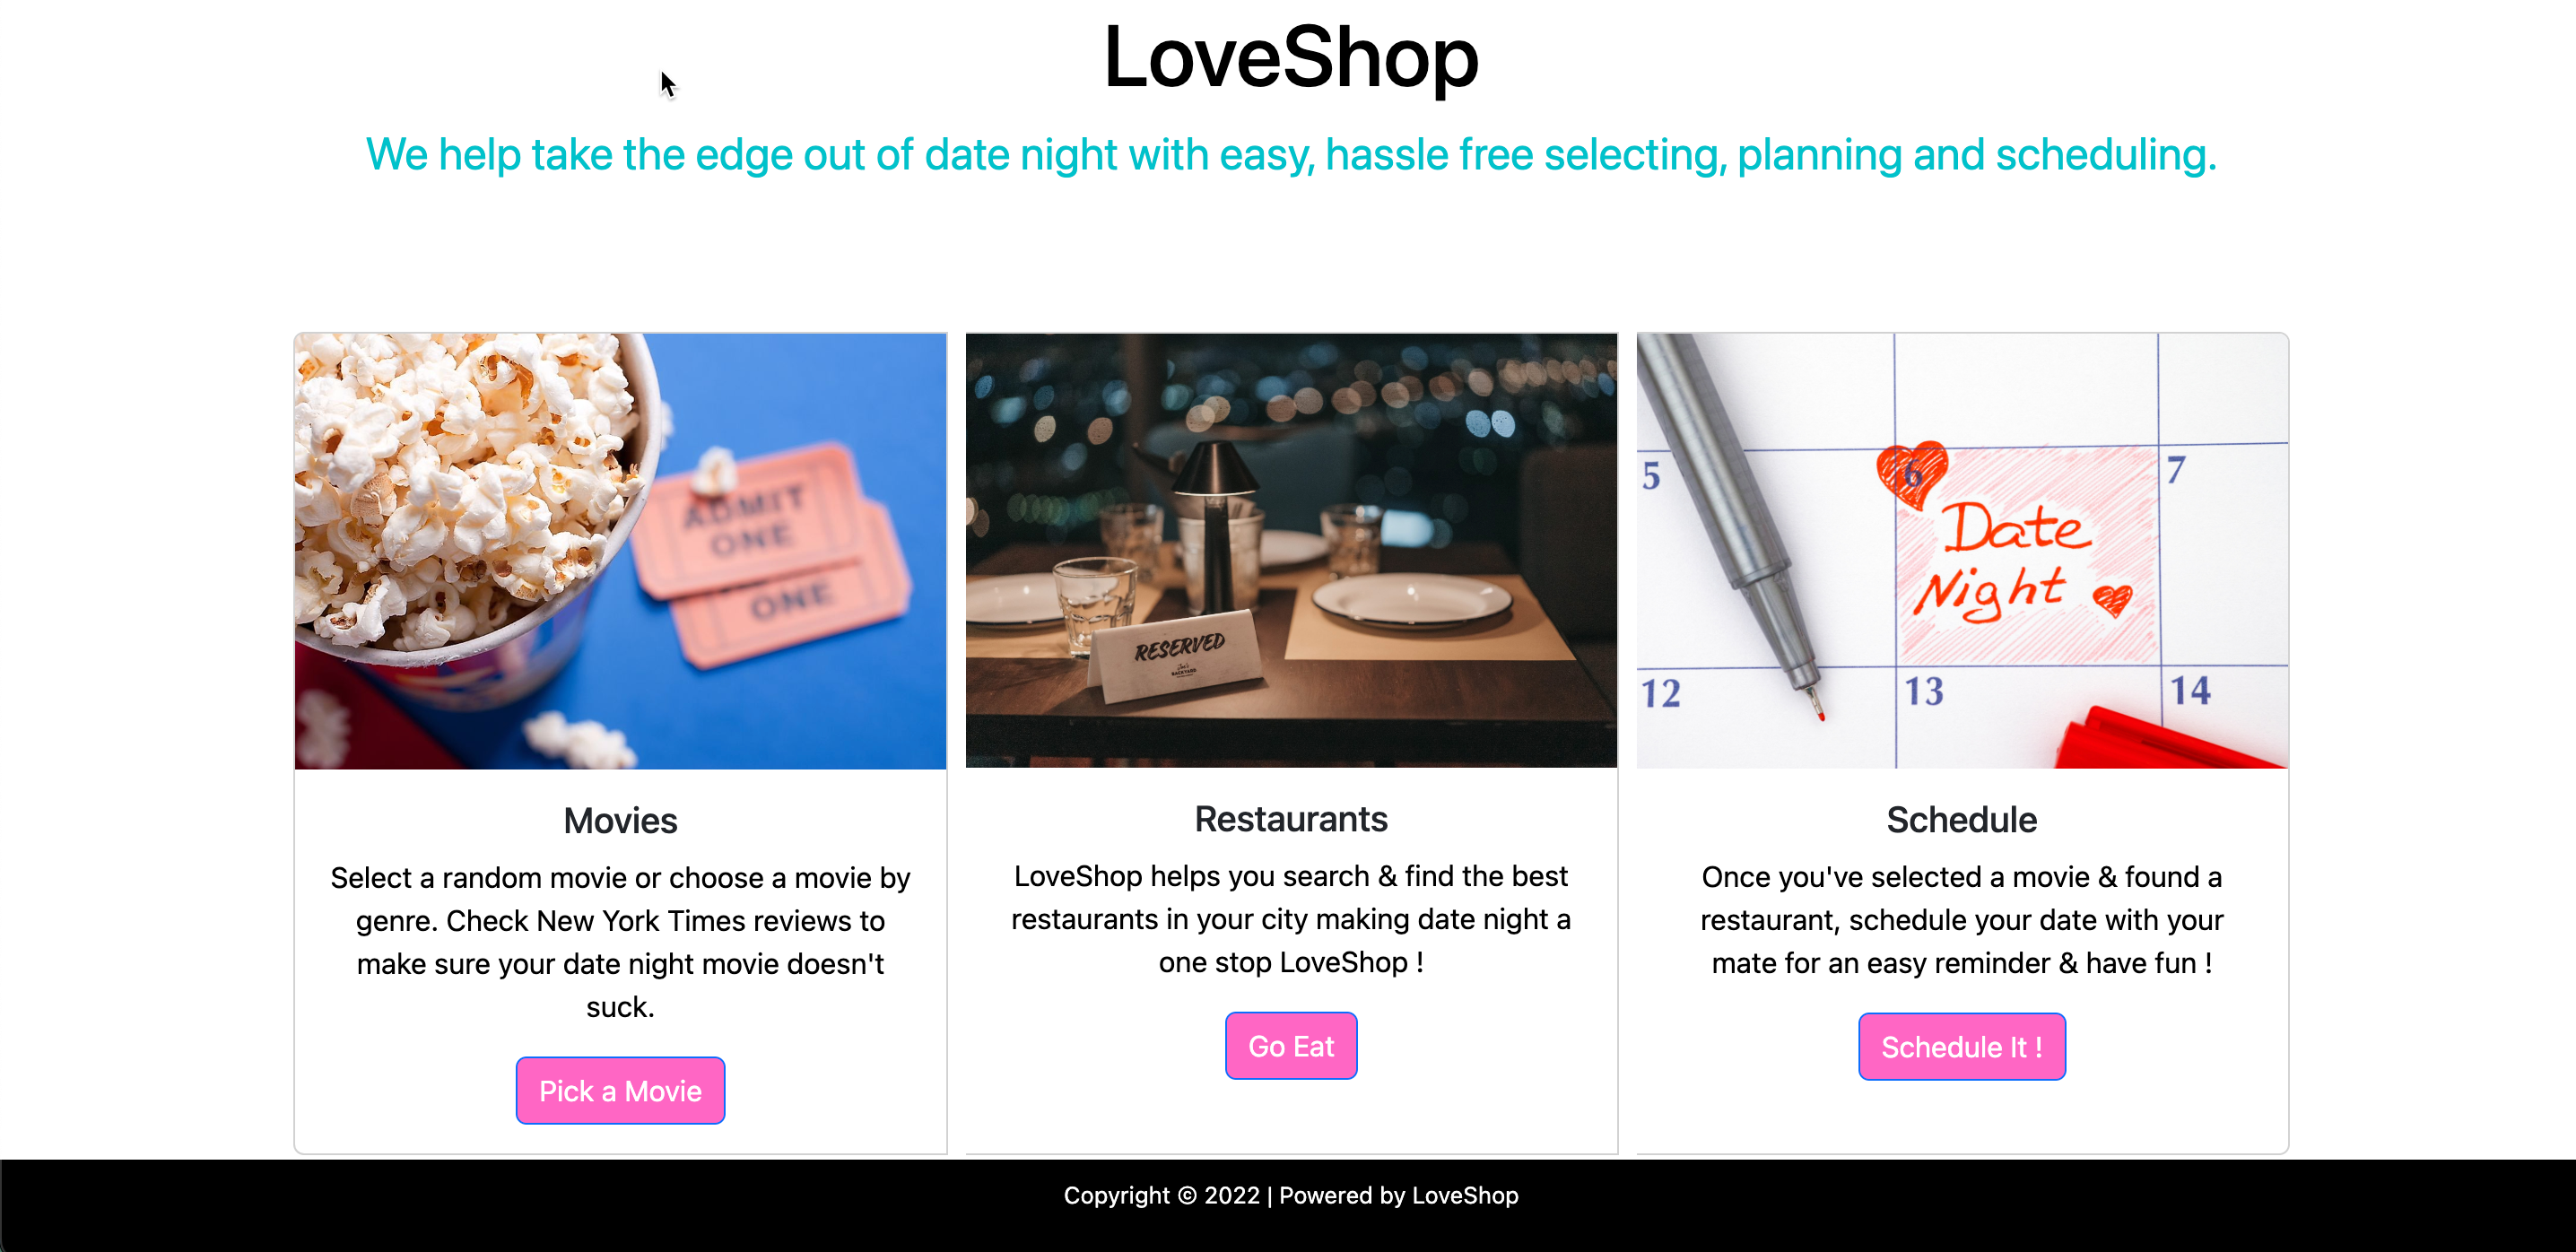 LoveShop
We help take the edge out of date night with easy, hassle free selecting, planning and scheduling.
ADMIT
ONE
ONE
RESERVED
BACKYARD
5
6
7
Date
Night
12
13
14
Movies
Select a random movie or choose a movie by
genre. Check New York Times reviews to
make sure your date night movie doesn't
suck.
Pick a Movie
Restaurants
LoveShop helps you search & find the best
restaurants in your city making date night a
one stop LoveShop !
Go Eat
Schedule
Once you've selected a movie & found a
restaurant, schedule your date with your
mate for an easy reminder & have fun !
Schedule It !
Copyright © 2022 | Powered by LoveShop